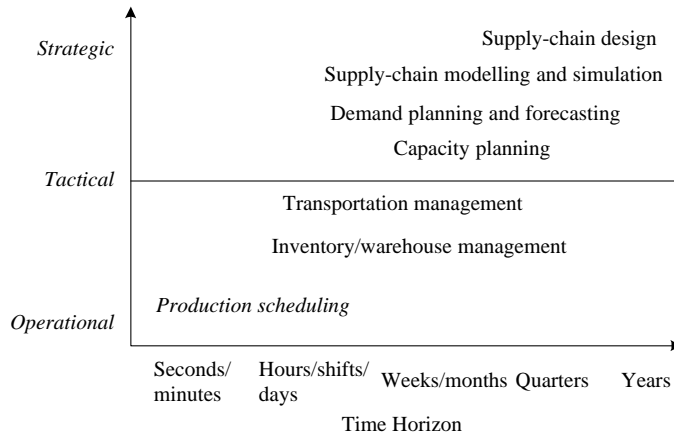 Supply-chain design
Strategic
Supply-chain modelling and simulation
Demand planning and forecasting
Capacity planning
Tactical
Transportation management
Inventory/warehouse management
Production scheduling
Operational
Seconds/
minutes
Hours/shifts/
days
Weeks/months
Quarters
Years
Time Horizon